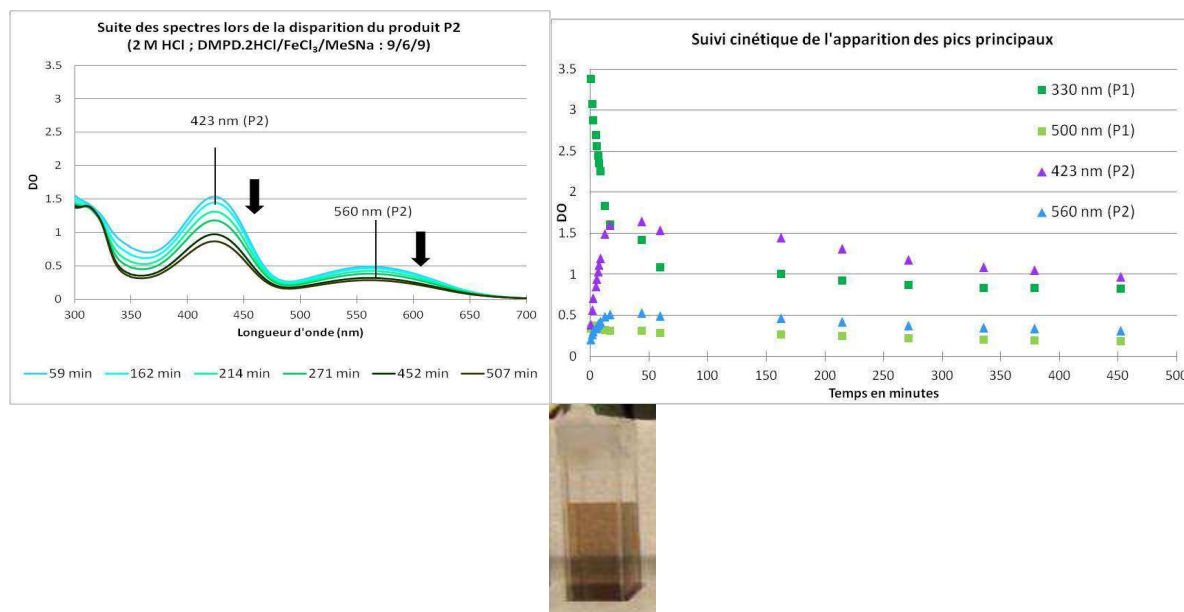 Suite des spectres lors de la disparition du produit P2
(2 M HCl ; DMPD.2HCl/FeCl₃/MeSNa : 9/6/9)
3.5
3
2.5
2
1.5
1
0.5
0
DO
423 nm (P2)
560 nm (P2)
300 350 400 450 500 550 600 650 700
Longueur d'onde (nm)
59 min 162 min 214 min 271 min 452 min 507 min
Suivi cinétique de l'apparition des pics principaux
3.5
3
2.5
2
1.5
1
0.5
0
DO
330 nm (P1)
500 nm (P1)
423 nm (P2)
560 nm (P2)
0 50 100 150 200 250 300 350 400 450 500
Temps en minutes